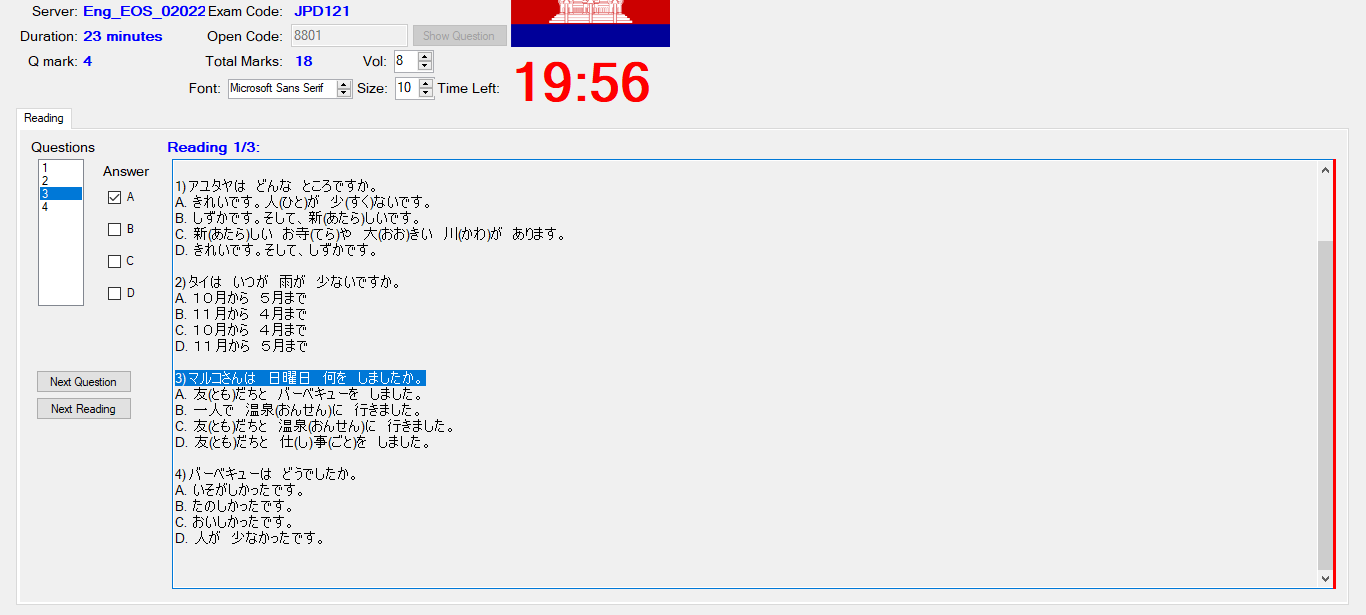 Server: Eng_EOS_02022 Exam Code: JPD121
Duration: 23 minutes Open Code: 8801 Show Question
Q mark: 4 Total Marks: 18 Vol: 8
Font: Microsoft Sans Serif Size: 10 Time Left: 19:56
Reading
Questions
1
2
3
4
Answer
A
B
C
D
Next Question
Next Reading
Reading 1/3:
1)アユタヤは どんな ところですか。
A. きれいです。人(ひと)が 少(すく)ないです。
B. しずかです。そして、新(あたら)しいです。
C. 新(あたら)しい お寺(てら)や 大(おお)きい 川(かわ)が あります。
D. きれいです。そして、しずかです。
2)タイは いつが 雨が 少ないですか。
A. 10月から 5月まで
B. 11月から 4月まで
C. 10月から 4月まで
D. 11月から 5月まで
3)マルコさんは 日曜日 何を しましたか。
A. 友(とも)だちと バーベキューを しました。
B. 一人で 温泉(おんせん)に 行きました。
C. 友(とも)だちと 温泉(おんせん)に 行きました。
D. 友(とも)だちと 仕(し)事(ごと)を しました。
4)バーベキューは どうでしたか。
A. いそがしかったです。
B. たのしかったです。
C. おいしかったです。
D. 人が 少なかったです。